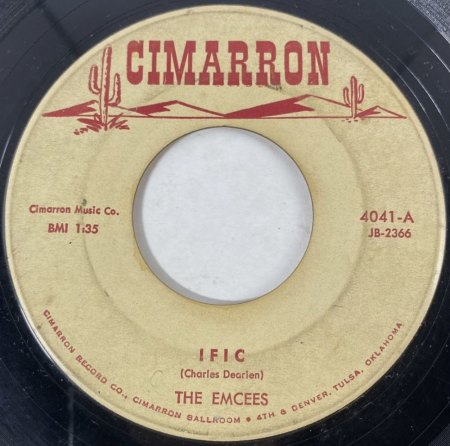 CIMARRON
Cimarron Music Co.
BMI 1:35
4041-A
JB-2366
IFIC
(Charles Dearien)
THE EMCEES
CIMARRON RECORD CO., CIMARRON BALLROOM • 4TH & DENVER, TULSA, OKLAHOMA